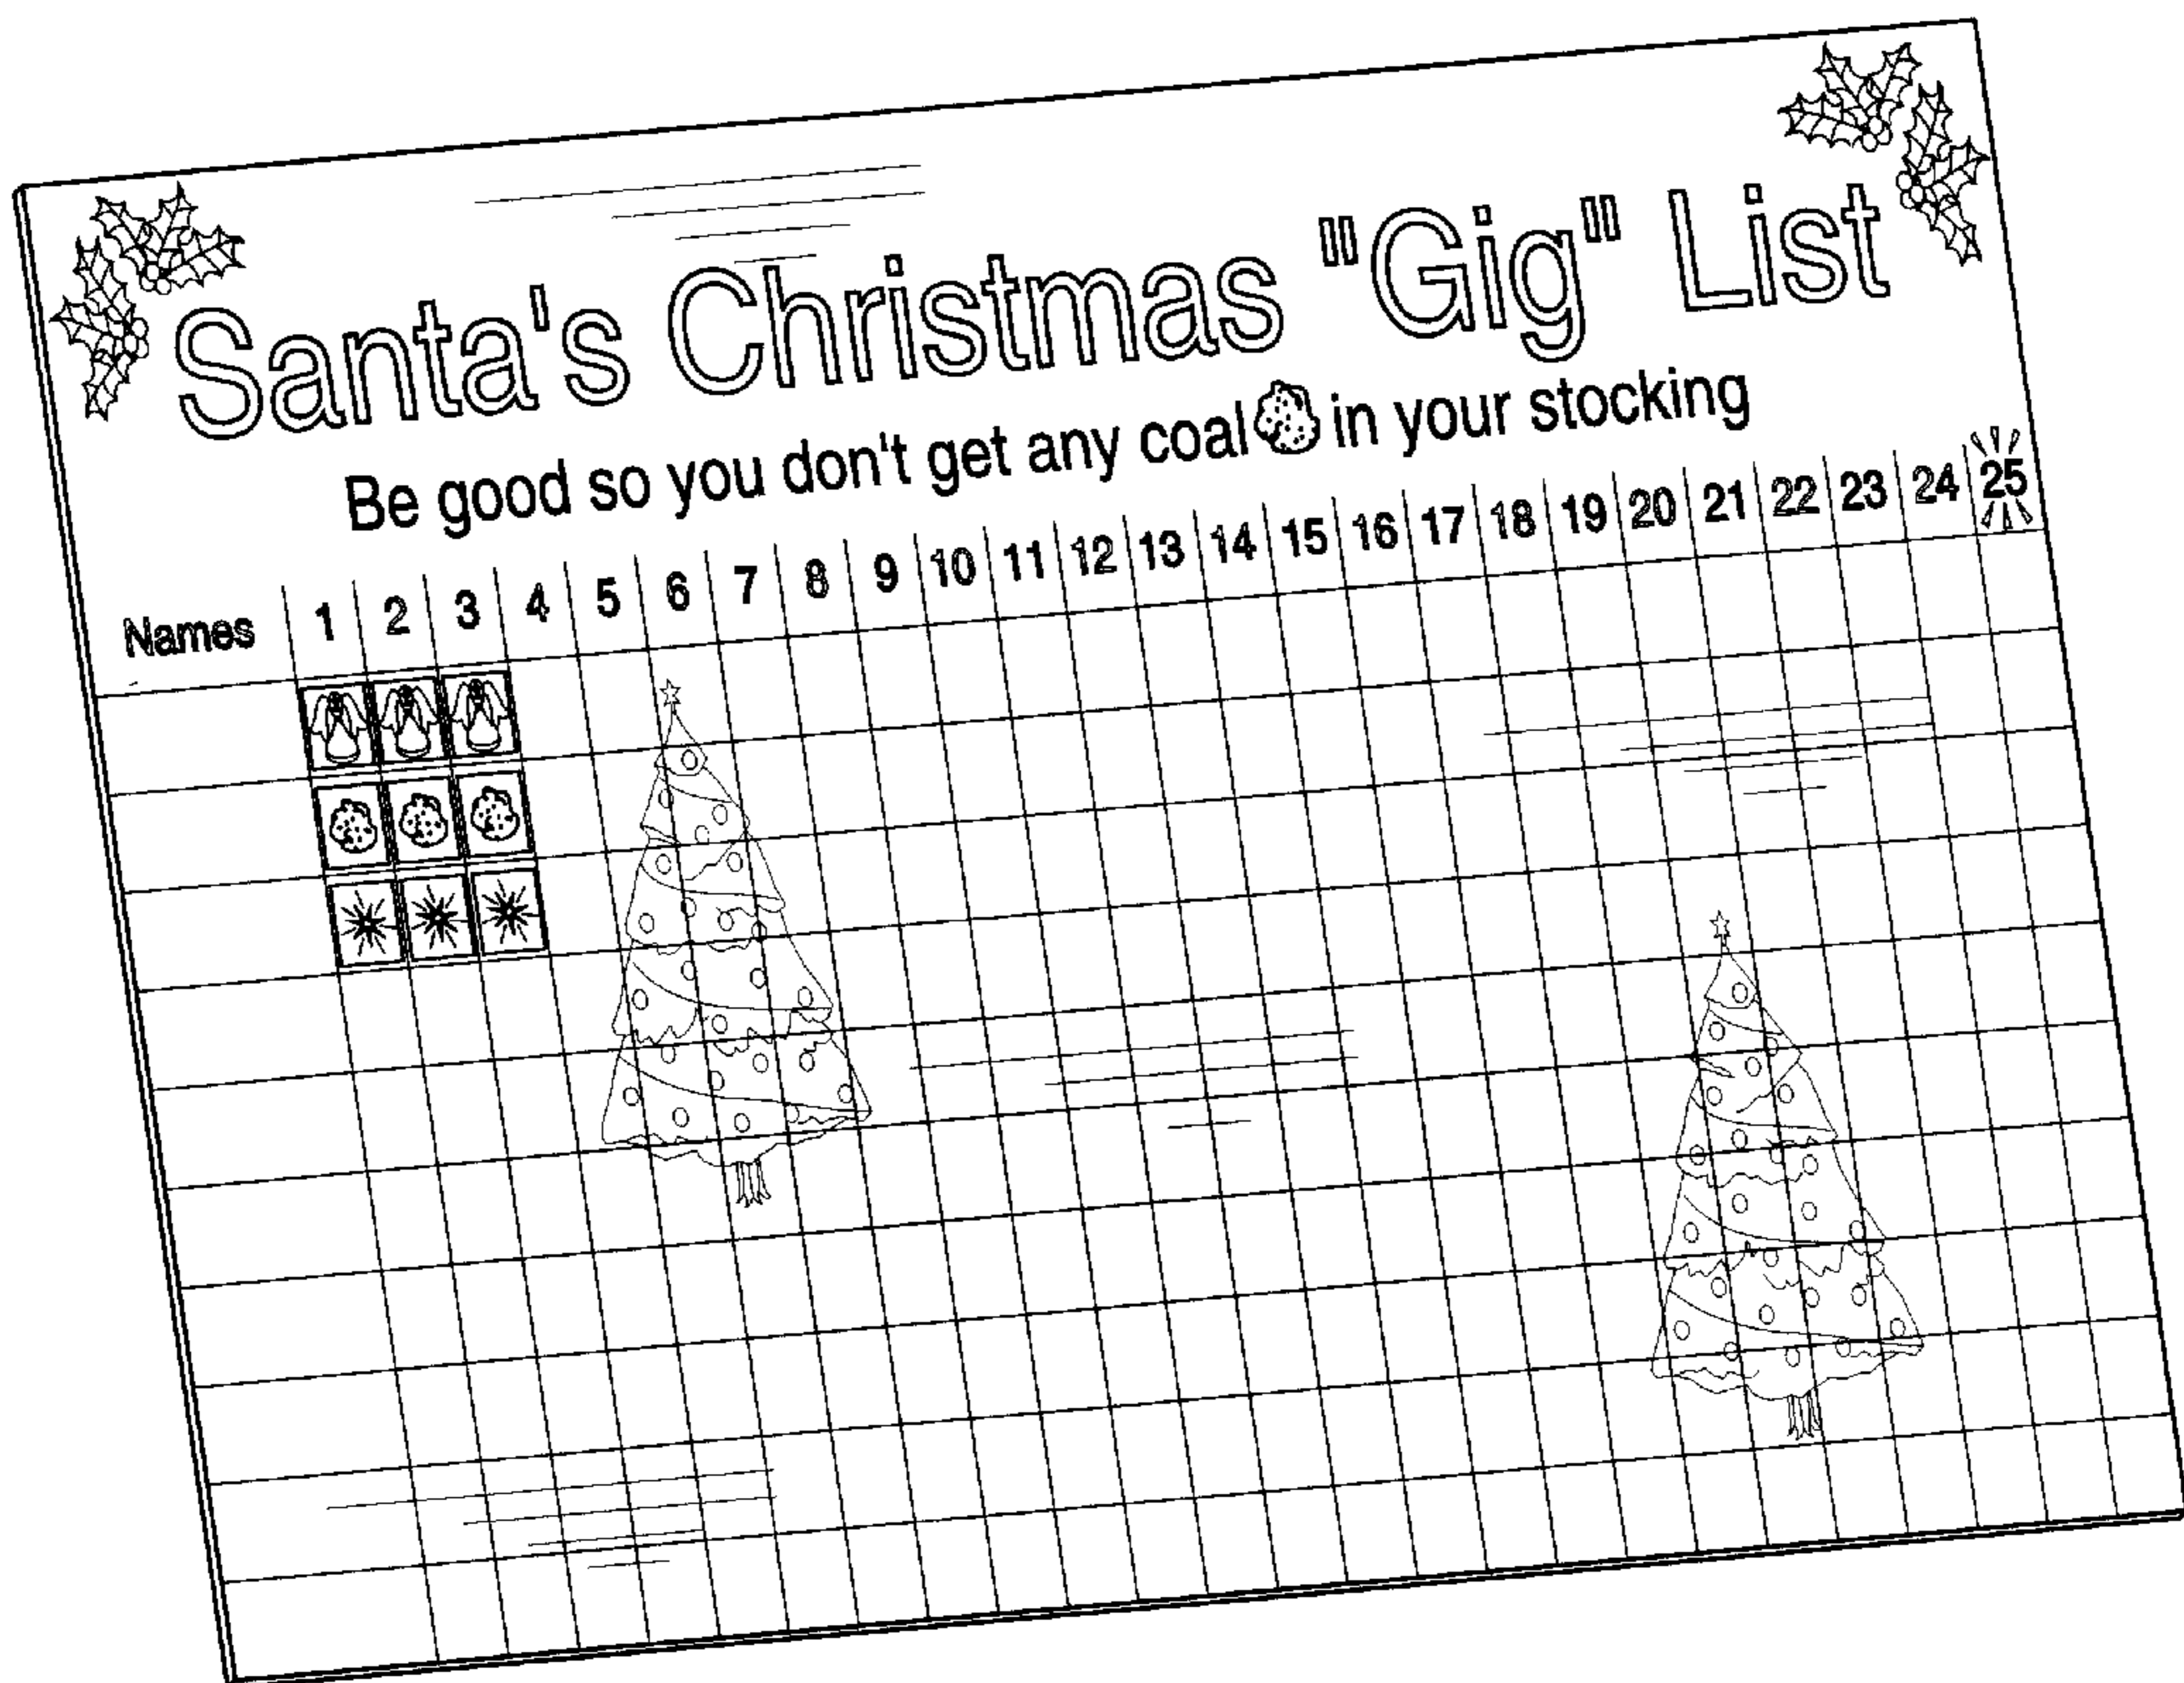 Santa's Christmas "Gig" List
Be good so you don't get any coal in your stocking
Names 1 2 3 4 5 6 7 8 9 10 11 12 13 14 15 16 17 18 19 20 21 22 23 24 25